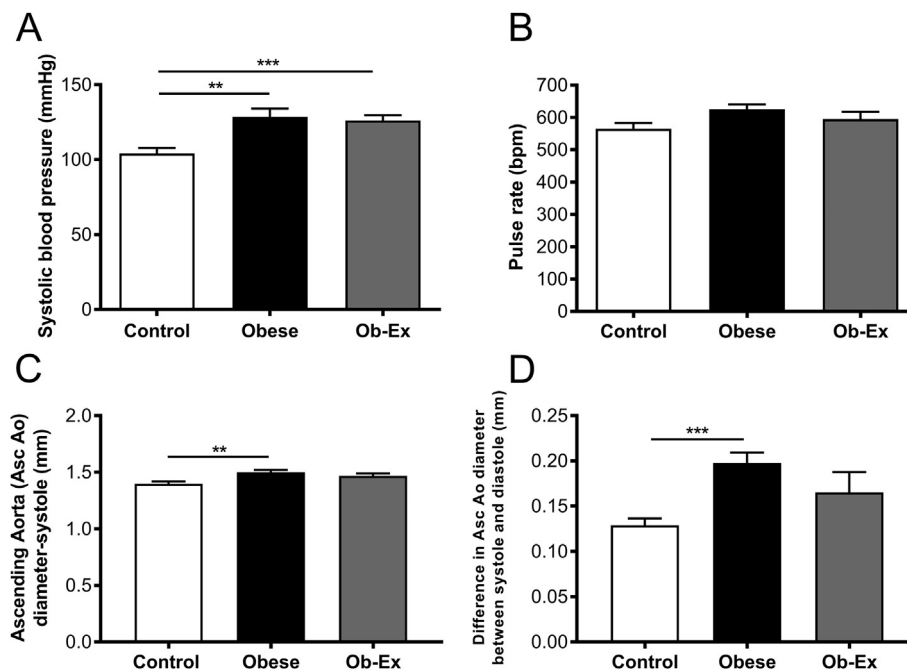 A
Systolic blood pressure (mmHg)
150
100
50
0
**
***
Control Obese Ob-Ex
B
Pulse rate (bpm)
700
600
500
400
300
200
100
0
Control Obese Ob-Ex
C
Ascending Aorta (Asc Ao)
diameter-systole (mm)
2.0
1.5
1.0
0.5
0.0
**
Control Obese Ob-Ex
D
Difference in Asc Ao diameter
between systole and diastole (mm)
0.25
0.20
0.15
0.10
0.05
0.00
***
Control Obese Ob-Ex